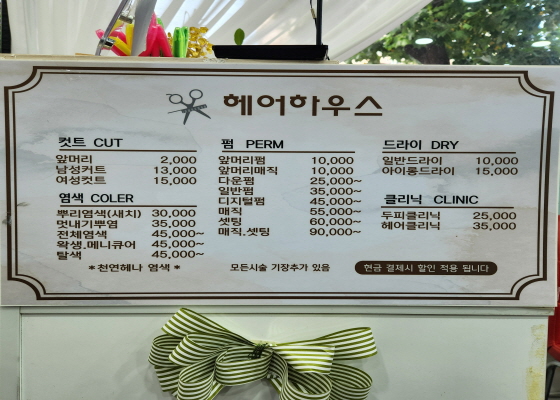 헤어하우스
컷트 CUT
앞머리 2,000
남성커트 13,000
여성컷트 15,000
염색 COLER
뿌리염색(새치) 30,000
멋내기뿌염 35,000
전체염색 45,000~
왁생.메니큐어 45,000~
탈색 45,000~
*천연헤나 염색*
펌 PERM
앞머리펌 10,000
앞머리매직 10,000
다운펌 25,000~
일반펌 35,000~
디지털펌 45,000~
매직 55,000~
셋팅 60,000~
매직.셋팅 90,000~
모든시술 기장추가 있음
드라이 DRY
일반드라이 10,000
아이롱드라이 15,000
클리닉 CLINIC
두피클리닉 25,000
헤어클리닉 35,000
현금 결제시 할인 적용 됩니다